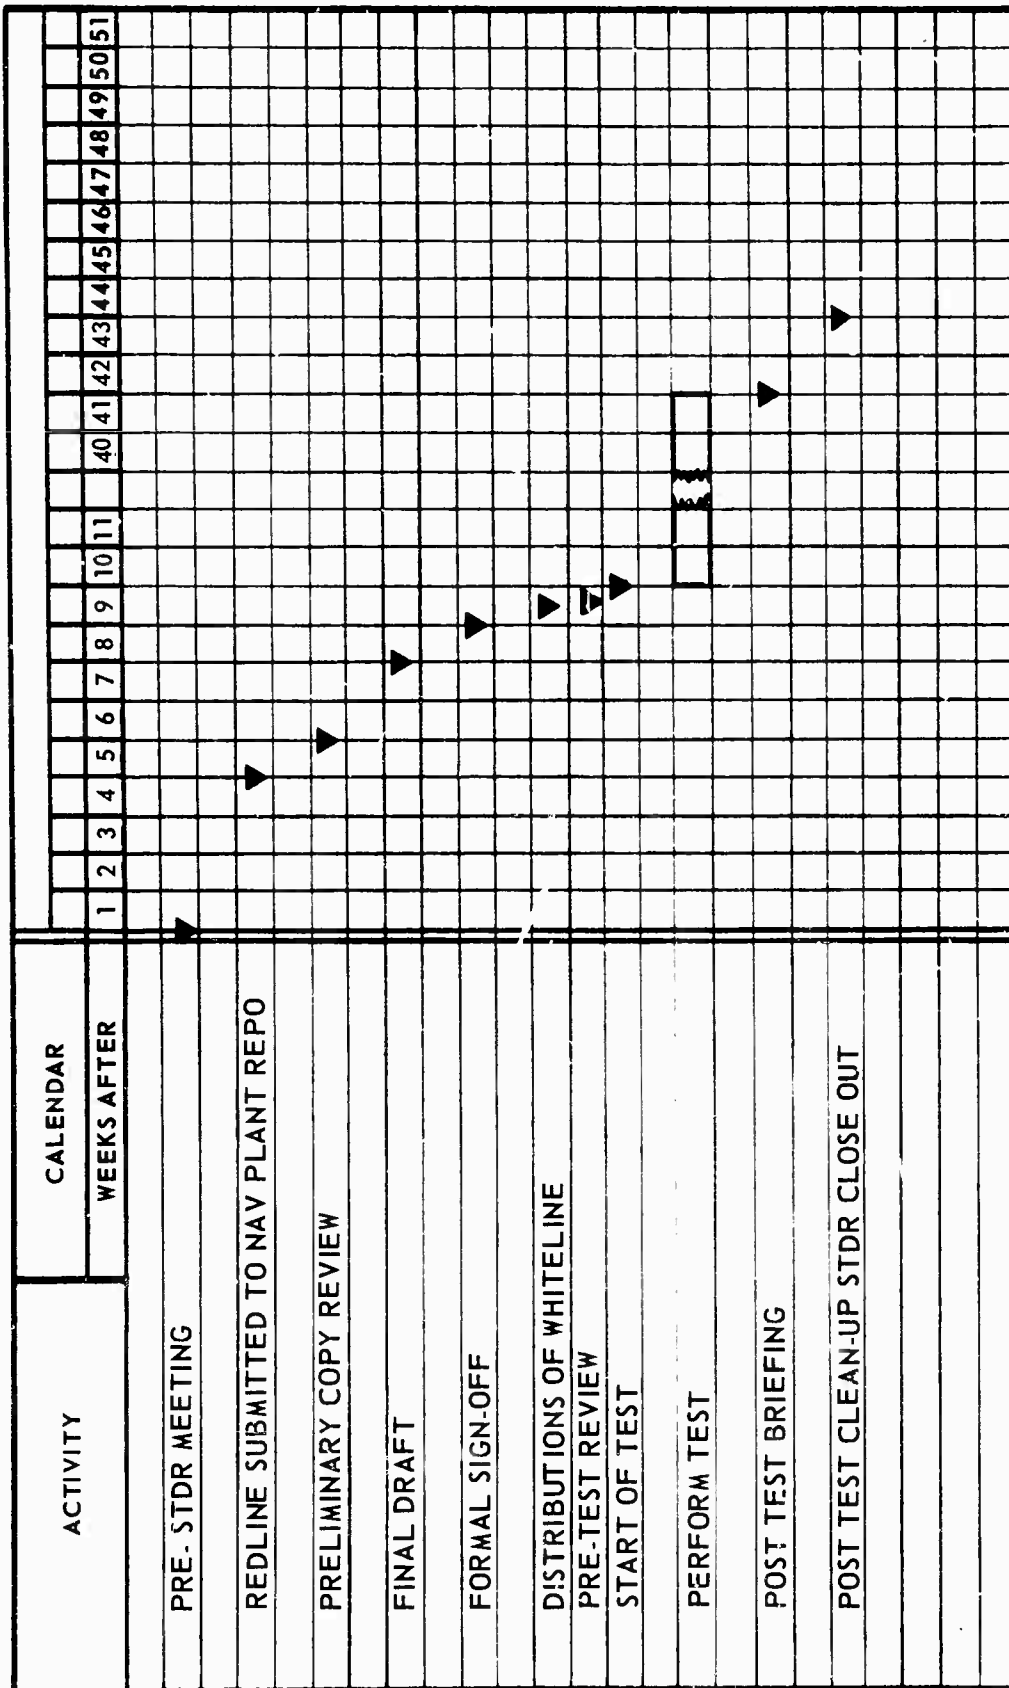 ACTIVITY
CALENDAR
WEEKS AFTER
1 2 3 4 5 6 7 8 9 10 11 40 41 42 43 44 45 46 47 48 49 50 51
PRE-STDR MEETING
REDLINE SUBMITTED TO NAV PLANT REPO
PRELIMINARY COPY REVIEW
FINAL DRAFT
FORMAL SIGN-OFF
DISTRIBUTIONS OF WHITELINE
PRE-TEST REVIEW
START OF TEST
PERFORM TEST
POST TEST BRIEFING
POST TEST CLEAN-UP STDR CLOSE OUT